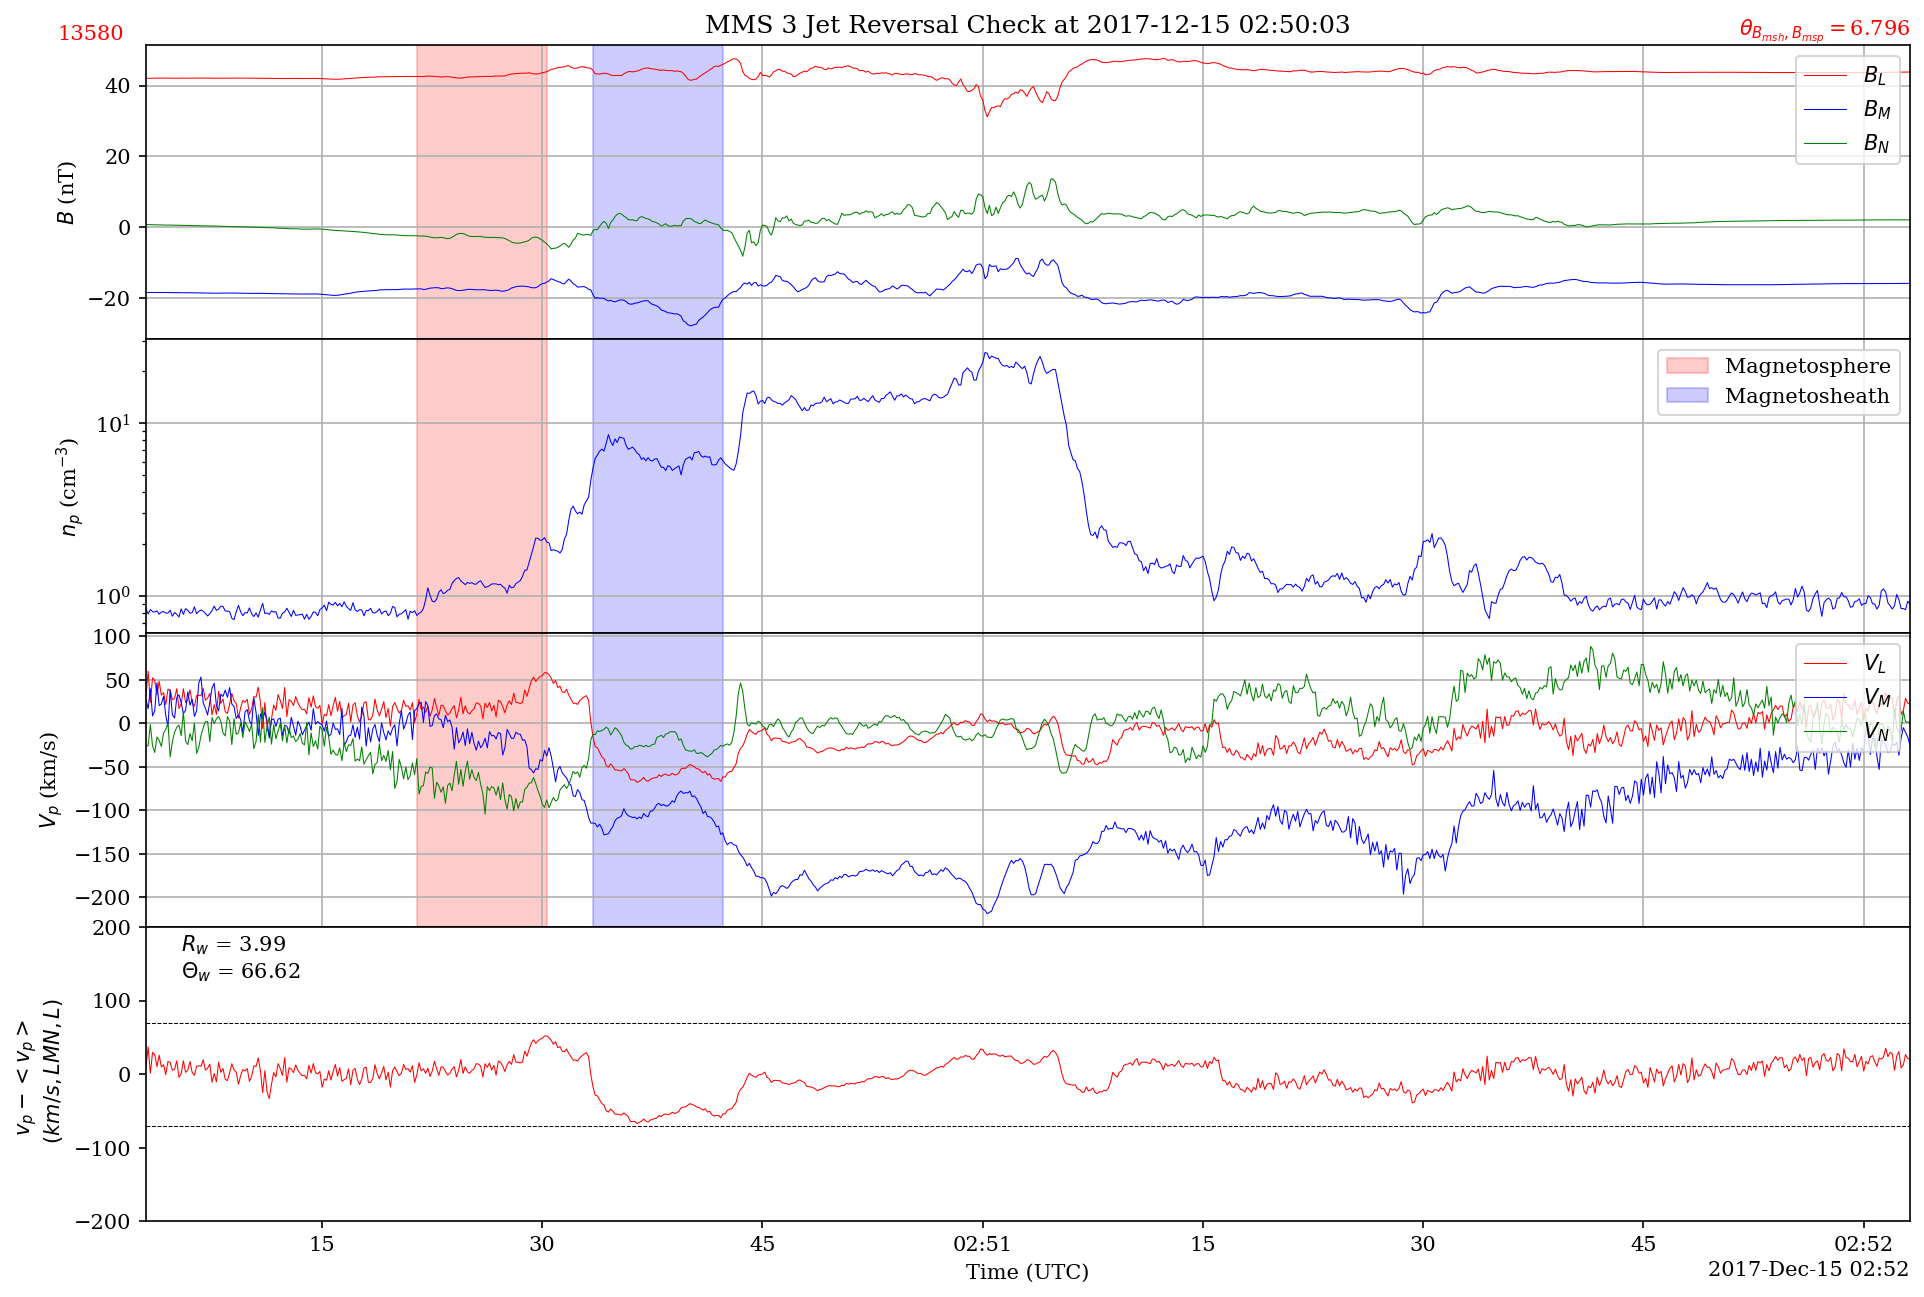 13580
MMS 3 Jet Reversal Check at 2017-12-15 02:50:03
θ_{B_{msh}, B_{msp}} = 6.796
B (nT)
40
20
0
−20
B_L
B_M
B_N
n_p (cm^{−3})
10^1
10^0
Magnetosphere
Magnetosheath
V_p (km/s)
100
50
0
−50
−100
−150
−200
V_L
V_M
V_N
v_p − <v_p>
(km/s, LMN, L)
200
100
0
−100
−200
R_w = 3.99
Θ_w = 66.62
15 30 45 02:51 15 30 45 02:52
Time (UTC)
2017-Dec-15 02:52